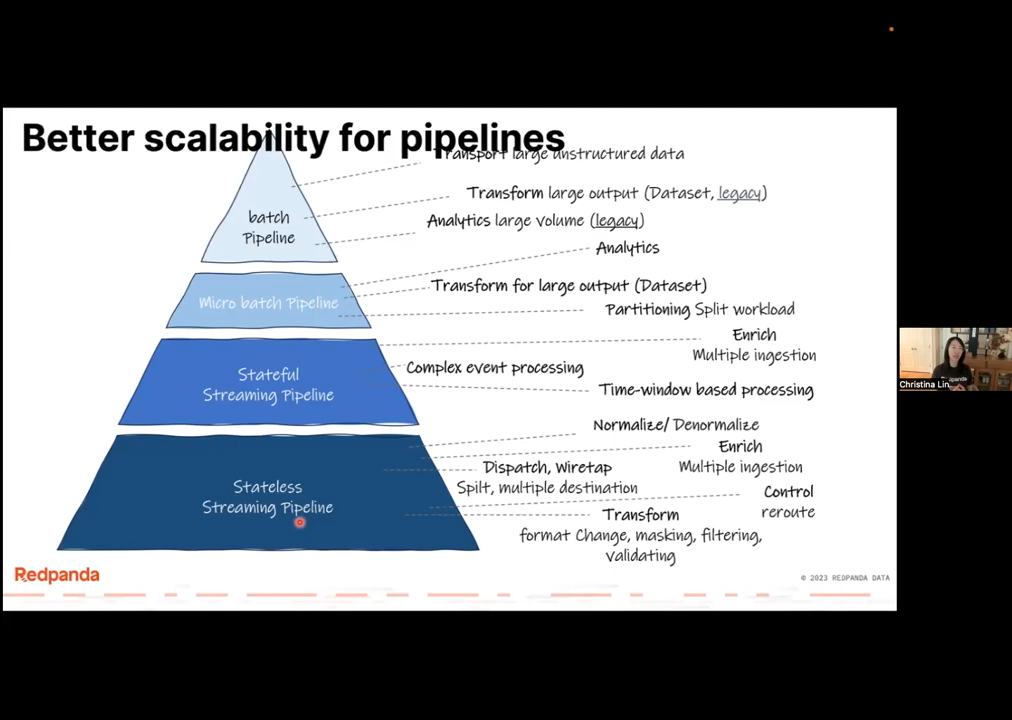 Better scalability for pipelines
Transport large unstructured data
Transform large output (Dataset, legacy)
batch
Pipeline
Analytics large volume (legacy)
Analytics
Micro batch Pipeline
Transform for large output (Dataset)
Partitioning Split workload
Enrich
Multiple ingestion
Stateful
Streaming Pipeline
Complex event processing
Time-window based processing
Normalize/ Denormalize
Enrich
Multiple ingestion
Stateless
Streaming Pipeline
Dispatch, Wiretap
Spilt, multiple destination
Control
reroute
Transform
format Change, masking, filtering,
validating
Redpanda
© 2023 REDPANDA DATA
Christina Lin